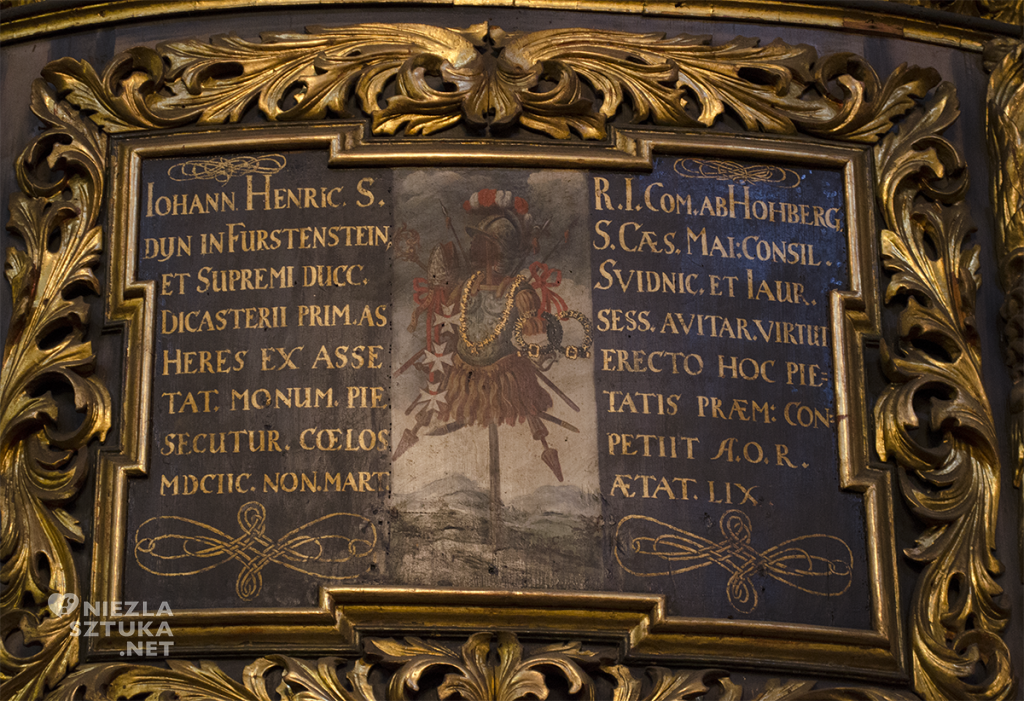 IOHANN HENRIC. S. R. I. COM. AB HOHBERG,
DYN IN FURSTENSTEIN, S. CÆS. MAI: CONSIL.
ET SUPREMI DUCC. SVIDNIC. ET IAUR.
DICASTERII PRIM. AS SESS. AVITAR. VIRTUT
HERES EX ASSE ERECTO HOC PIE-
TAT. MONUM. PIE TATIS PRÆM: CON-
SECUTUR. CŒLOS PETIIT A.O.R.
MDCIIC. NON. MART ÆTAT. LIX.
NIEZLA
SZTUKA
.NET